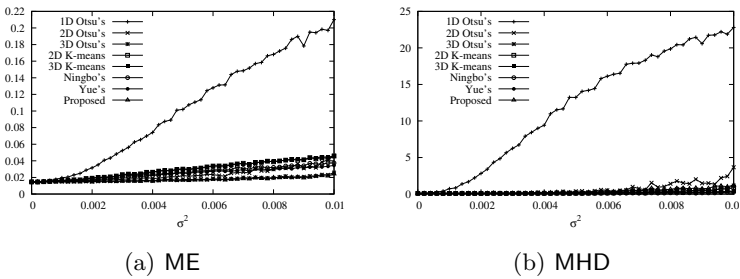 0.22
0.2
0.18
0.16
0.14
0.12
0.1
0.08
0.06
0.04
0.02
0
1D Otsu's
2D Otsu's
3D Otsu's
2D K-means
3D K-means
Ningbo's
Yue's
Proposed
0 0.002 0.004 0.006 0.008 0.01
σ²
(a) ME
25
20
15
10
5
0
1D Otsu's
2D Otsu's
3D Otsu's
2D K-means
3D K-means
Ningbo's
Yue's
Proposed
0 0.002 0.004 0.006 0.008 0.0
σ²
(b) MHD